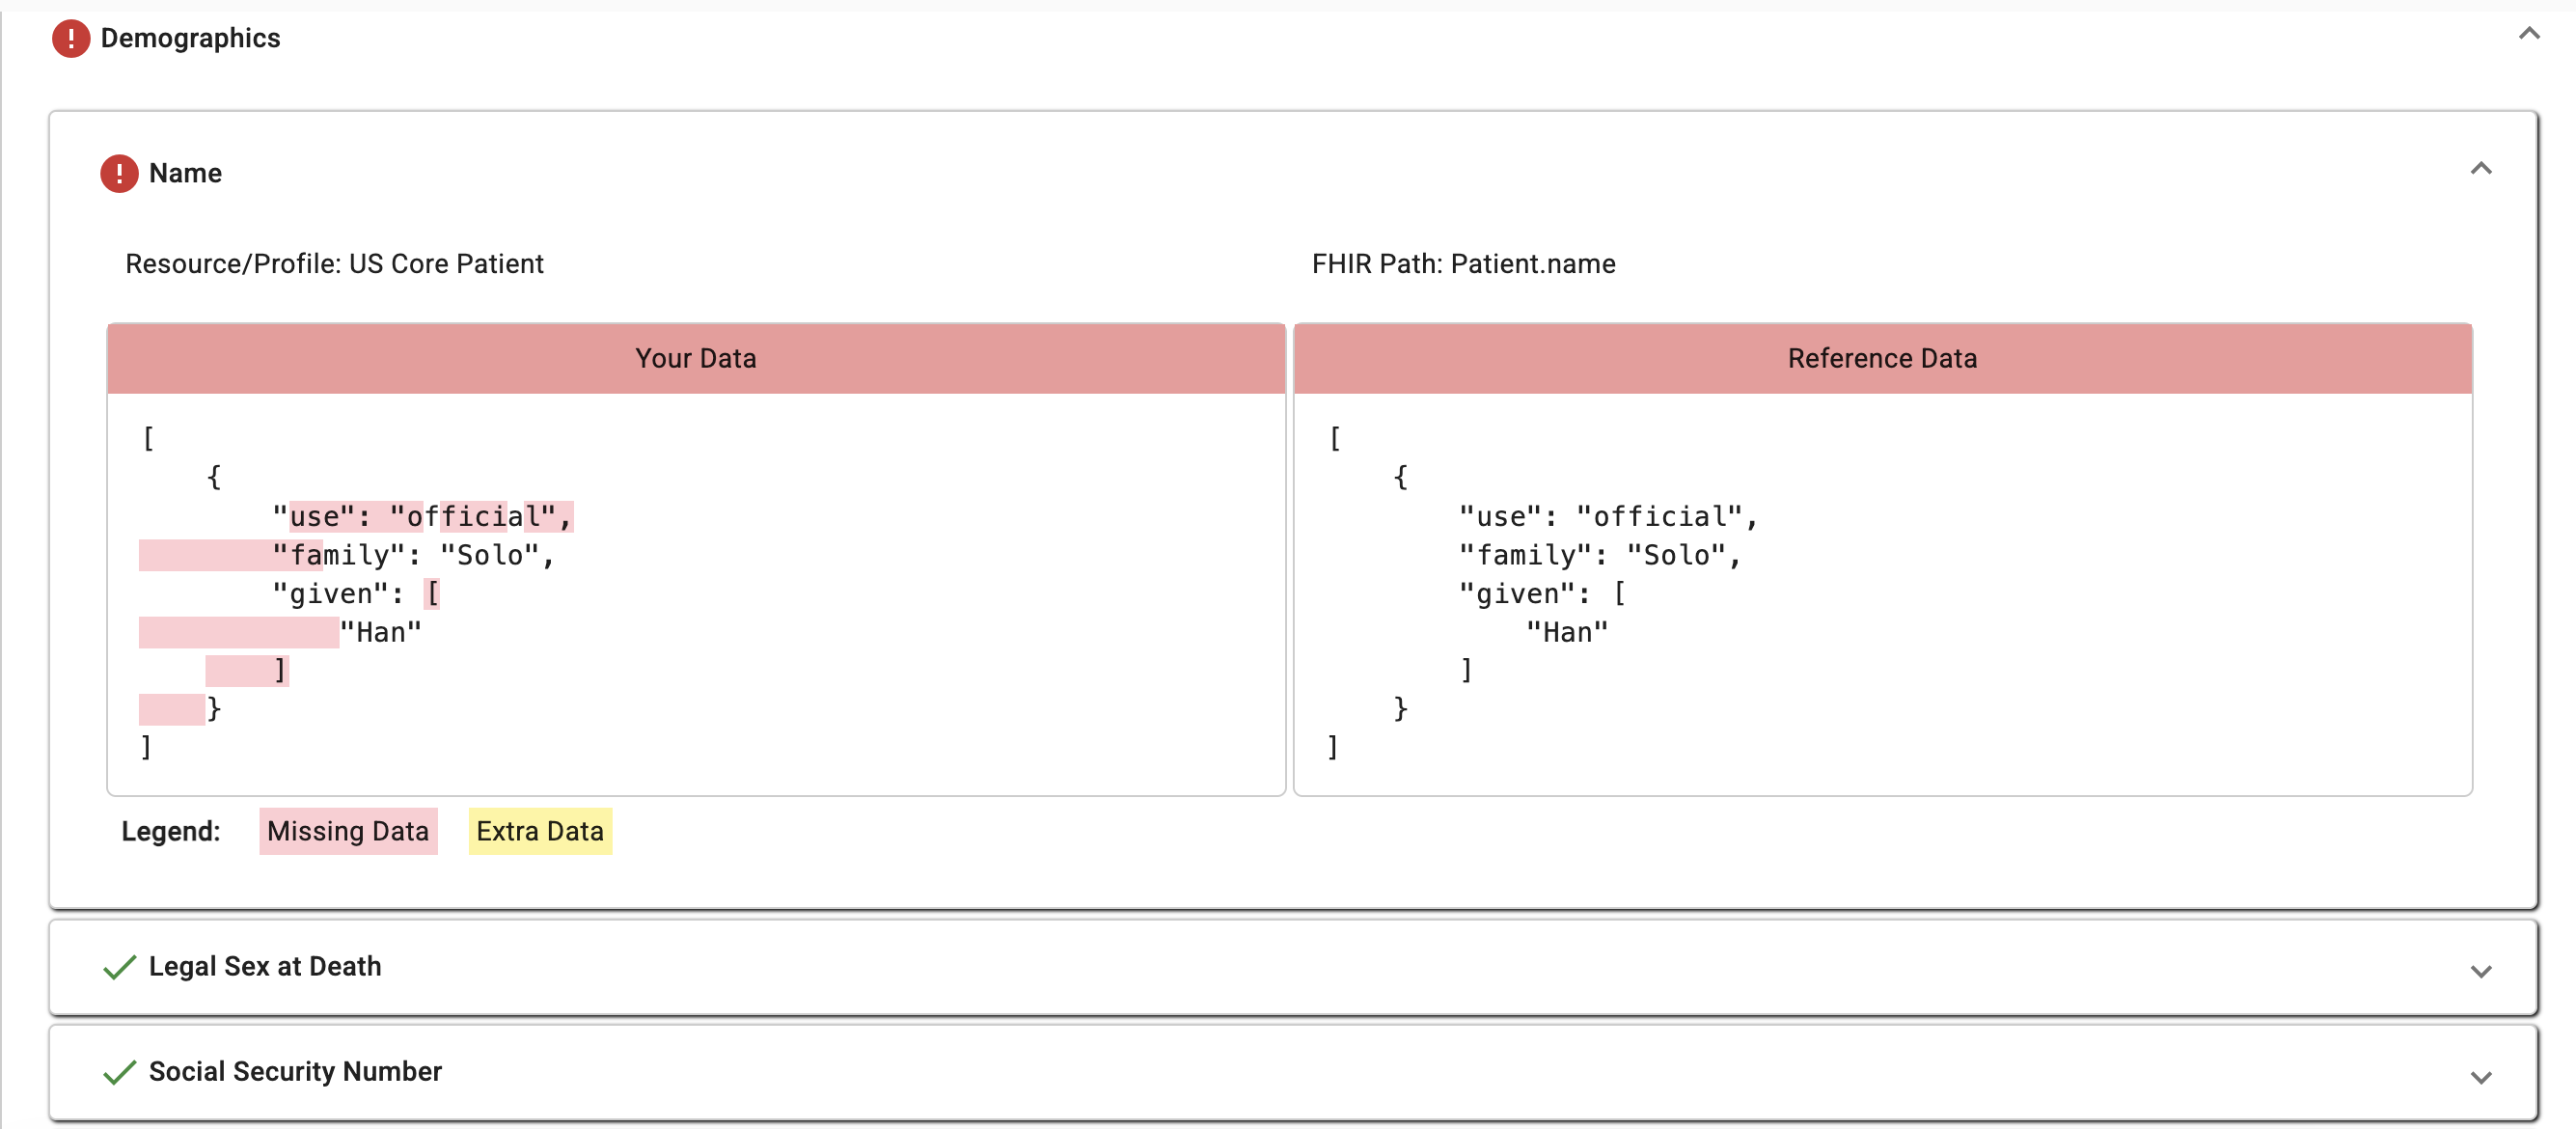 Demographics
Name
Resource/Profile: US Core Patient
FHIR Path: Patient.name
Your Data
[
    {
        "use": "official",
        "family": "Solo",
        "given": [
            "Han"
        ]
    }
]
Reference Data
[
    {
        "use": "official",
        "family": "Solo",
        "given": [
            "Han"
        ]
    }
]
Legend: Missing Data Extra Data
Legal Sex at Death
Social Security Number